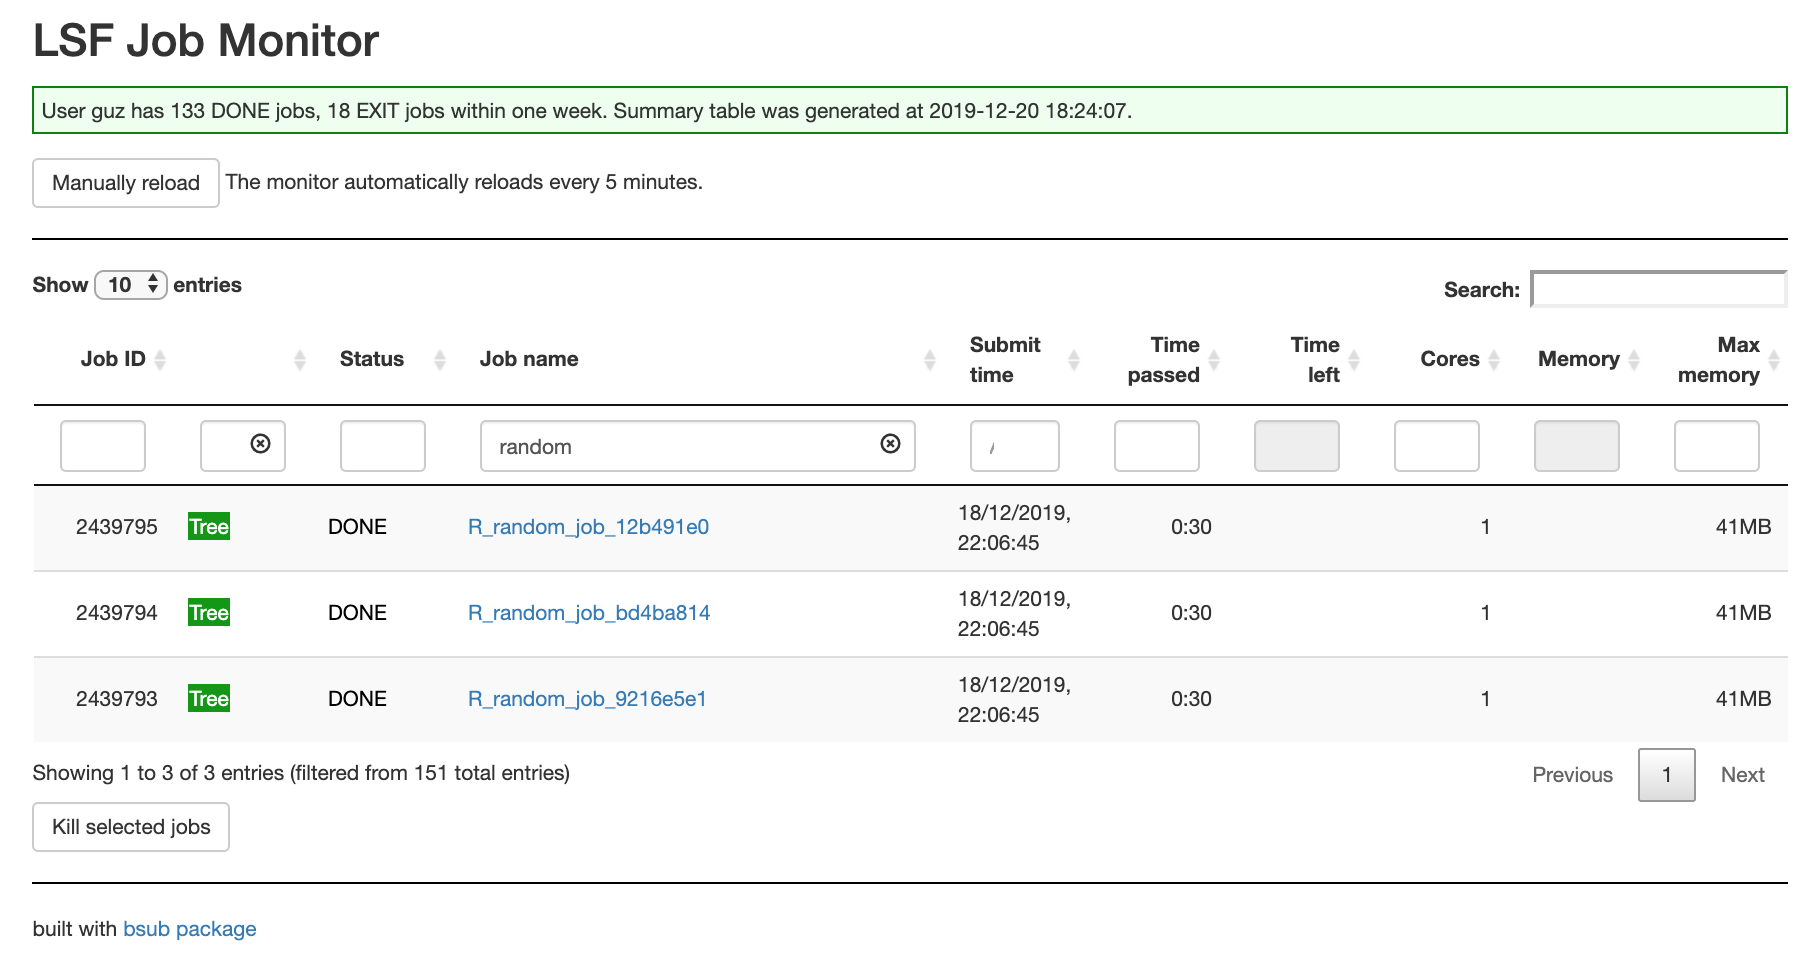 LSF Job Monitor
User guz has 133 DONE jobs, 18 EXIT jobs within one week. Summary table was generated at 2019-12-20 18:24:07.
Manually reload The monitor automatically reloads every 5 minutes.
Show 10 entries
Search:
Job ID Status Job name Submit time Time passed Time left Cores Memory Max memory
random
2439795 Tree DONE R_random_job_12b491e0 18/12/2019, 22:06:45 0:30 1 41MB
2439794 Tree DONE R_random_job_bd4ba814 18/12/2019, 22:06:45 0:30 1 41MB
2439793 Tree DONE R_random_job_9216e5e1 18/12/2019, 22:06:45 0:30 1 41MB
Showing 1 to 3 of 3 entries (filtered from 151 total entries)
Previous 1 Next
Kill selected jobs
built with bsub package